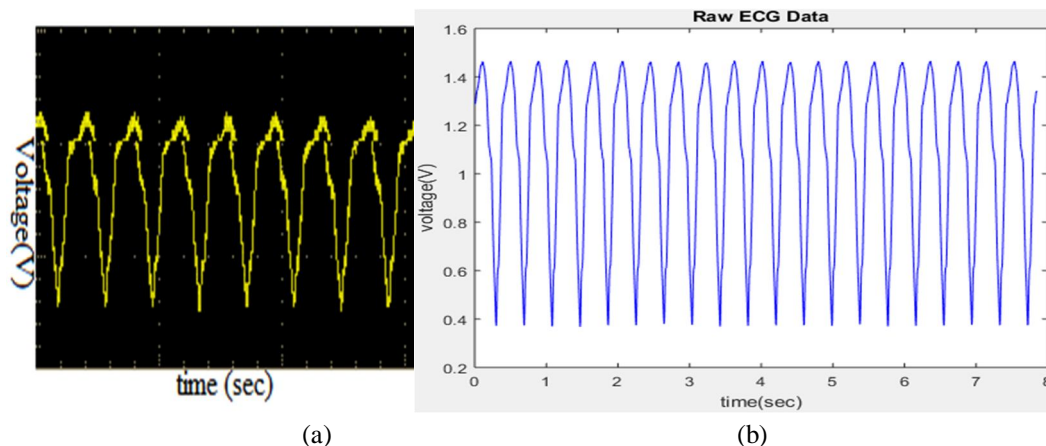 Voltage(V)
time (sec)
(a)
Raw ECG Data
voltage(V)
1.6
1.4
1.2
1
0.8
0.6
0.4
0.2
0 1 2 3 4 5 6 7 8
time(sec)
(b)